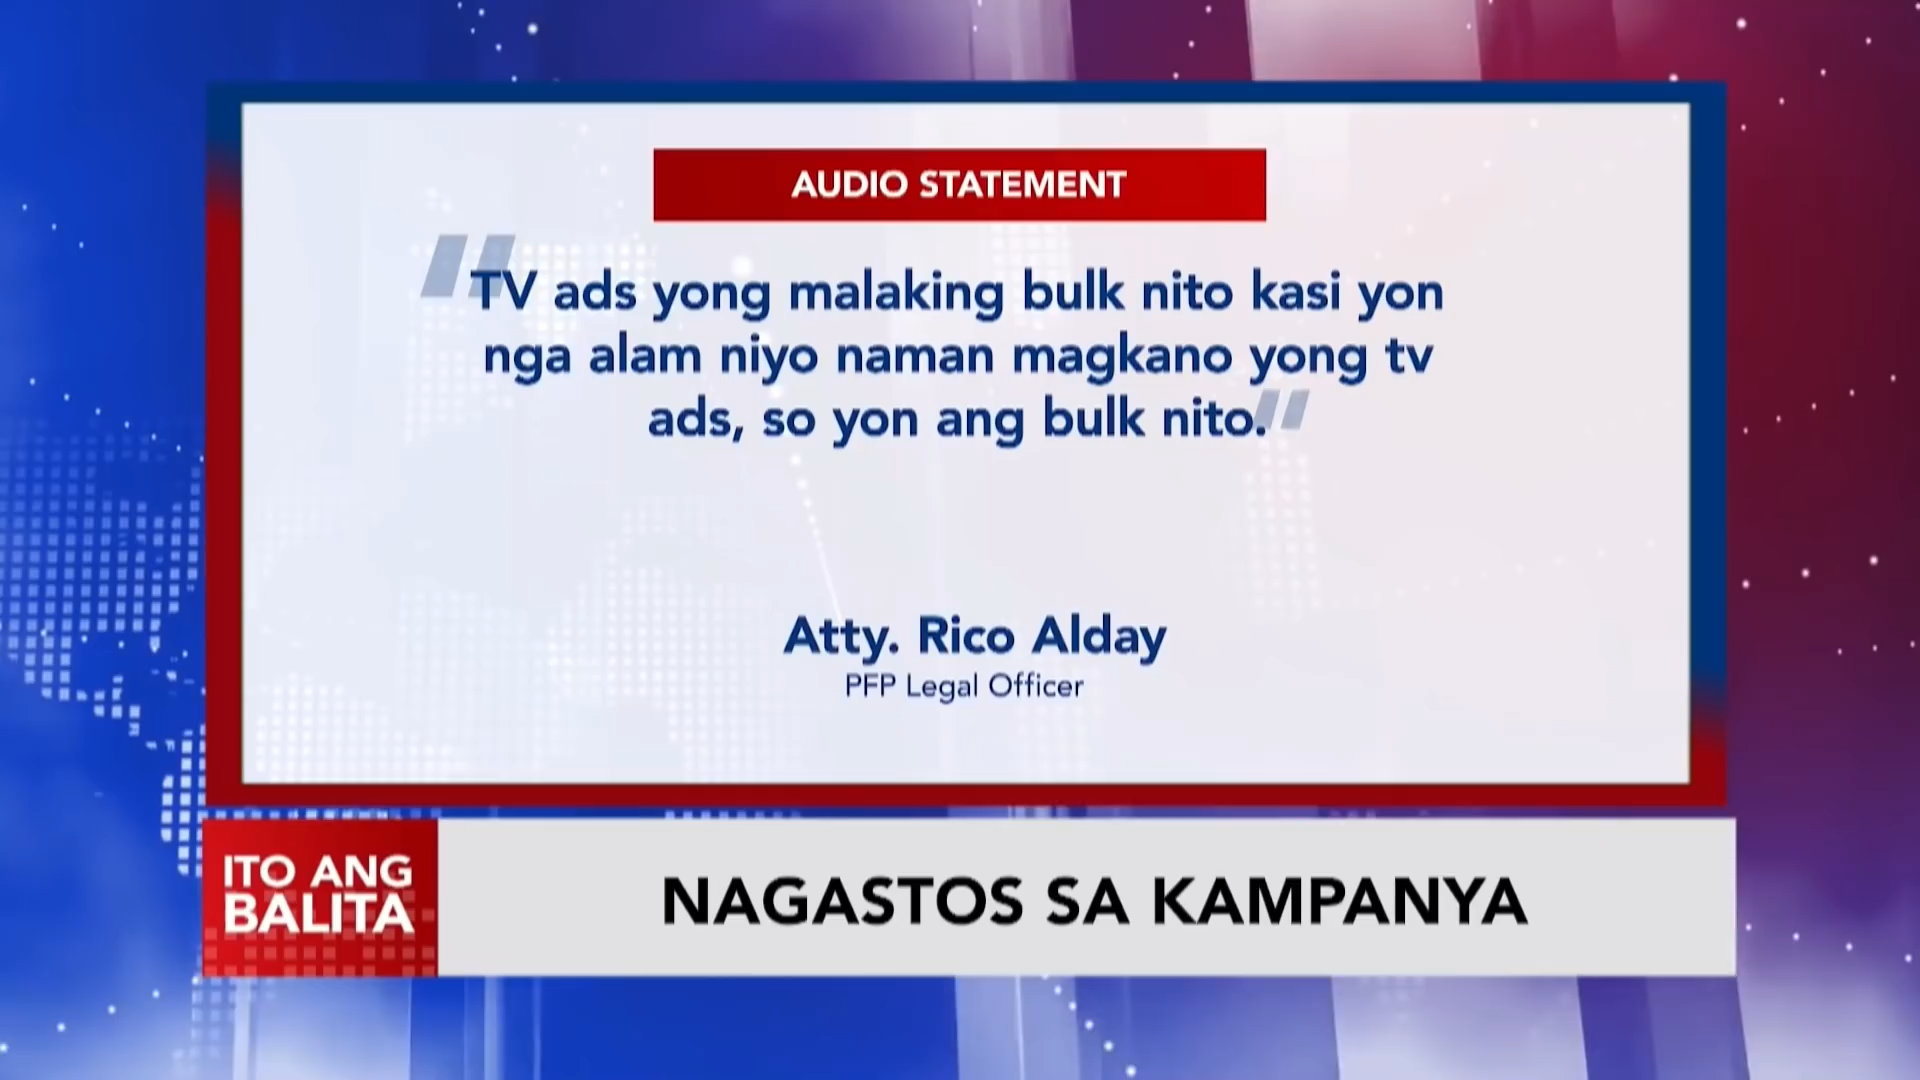 AUDIO STATEMENT
"TV ads yong malaking bulk nito kasi yon
nga alam niyo naman magkano yong tv
ads, so yon ang bulk nito."
Atty. Rico Alday
PFP Legal Officer
ITO ANG
BALITA
NAGASTOS SA KAMPANYA